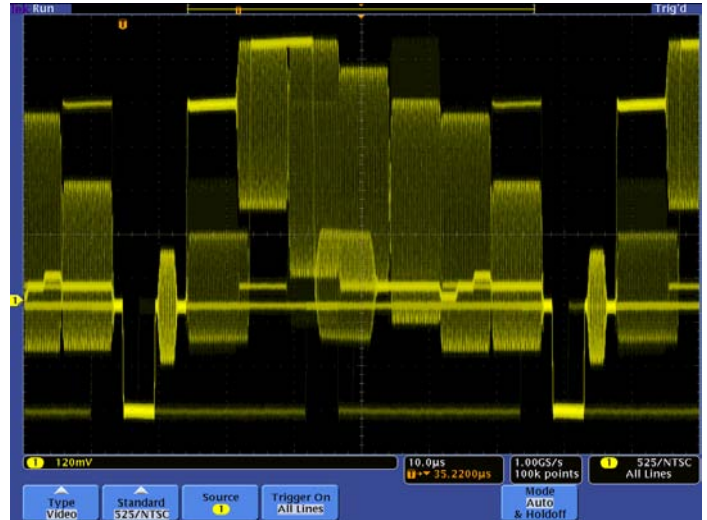 Run Trig'd
1 120mV 10.0µs 1.00GS/s 1 525/NTSC
35.2200µs 100k points All Lines
Type Standard Source Trigger On Mode
Video 525/NTSC 1 All Lines Auto
& Holdoff